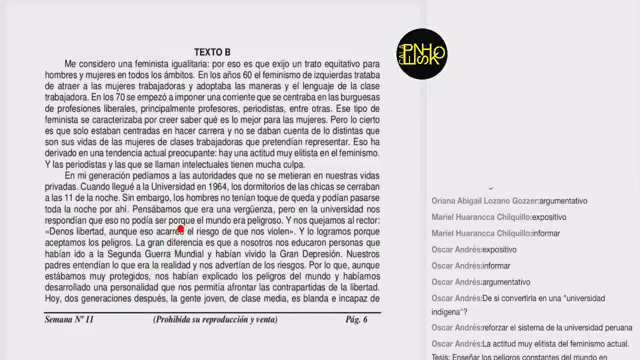 TEXTO B
Me considero una feminista igualitaria: por eso es que exijo un trato equitativo para
hombres y mujeres en todos los ámbitos. En los años 60 el feminismo de izquierdas trataba
de atraer a las mujeres trabajadoras y adoptaba las maneras y el lenguaje de la clase
trabajadora. En los 70 se empezó a imponer una corriente que se centraba en las burguesas
de profesiones liberales, principalmente profesores, periodistas, entre otras. Ese tipo de
feminista se caracterizaba por creer saber qué es lo mejor para las mujeres. Pero lo cierto
es que solo estaban centradas en hacer carrera y no se daban cuenta de lo distintas que
son sus vidas de las mujeres de clases trabajadoras que pretendían representar. Eso ha
derivado en una tendencia actual preocupante: hay una actitud muy elitista en el feminismo.
Y las periodistas y las que se llaman intelectuales tienen mucha culpa.
En mi generación pedíamos a las autoridades que no se metieran en nuestras vidas
privadas. Cuando llegué a la Universidad en 1964, los dormitorios de las chicas se cerraban
a las 11 de la noche. Sin embargo, los hombres no tenían toque de queda y podían pasarse
toda la noche por ahí. Pensábamos que era una vergüenza, pero en la universidad nos
respondían que eso no podía ser porque el mundo era peligroso. Y nos quejamos al rector:
«Denos libertad, aunque eso acarree el riesgo de que nos violen». Y lo logramos porque
aceptamos los peligros. La gran diferencia es que a nosotros nos educaron personas que
habían ido a la Segunda Guerra Mundial y habían vivido la Gran Depresión. Nuestros
padres entendían lo que era la realidad y nos advertían de los riesgos. Por lo que, aunque
estábamos muy protegidos, nos habían explicado los peligros del mundo y habíamos
desarrollado una personalidad que nos permitía afrontar las contrapartidas de la libertad.
Hoy, dos generaciones después, la gente joven, de clase media, es blanda e incapaz de
Semana Nº 11 (Prohibida su reproducción y venta) Pág. 6
Oriana Abigail Lozano Gozzer:argumentativo
Mariel Huarancca Chilquillo:expositivo
Mariel Huarancca Chilquillo:informar
Oscar Andrés:expositivo
Oscar Andrés:informar
Oscar Andrés:argumentativo
Oscar Andrés:De si convertirla en una "universidad
indígena"?
Oscar Andrés:reforzar el sistema de la universidad peruana
Oscar Andrés:La actitud muy elitista del feminismo actual.
Tesis: Enseñar los peligros constantes del mundo en